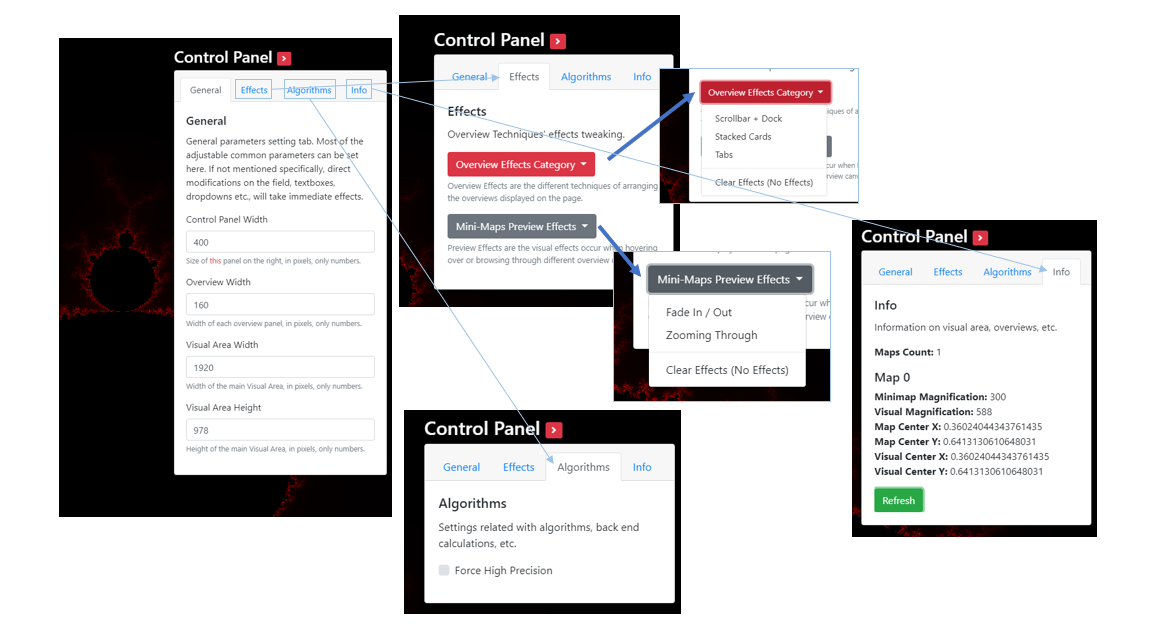 Control Panel
General Effects Algorithms Info
General
General parameters setting tab. Most of the
adjustable common parameters can be set
here. If not mentioned specifically, direct
modifications on the field, textboxes,
dropdowns etc., will take immediate effects.
Control Panel Width
400
Size of this panel on the right, in pixels, only numbers.
Overview Width
160
Width of each overview panel, in pixels, only numbers.
Visual Area Width
1920
Width of the main Visual Area, in pixels, only numbers.
Visual Area Height
978
Height of the main Visual Area, in pixels, only numbers.
Control Panel
General Effects Algorithms Info
Effects
Overview Techniques' effects tweaking.
Overview Effects Category
Overview Effects are the different techniques of arranging
the overviews displayed on the page.
Mini-Maps Preview Effects
Preview Effects are the visual effects occur when hovering
over or browsing through different overview
Overview Effects Category
Scrollbar + Dock
Stacked Cards
Tabs
Clear Effects (No Effects)
iques of a
cur when
rview cam
Mini-Maps Preview Effects
Fade In / Out
Zooming Through
Clear Effects (No Effects)
cur wh
rview
Control Panel
General Effects Algorithms Info
Algorithms
Settings related with algorithms, back end
calculations, etc.
Force High Precision
Control Panel
General Effects Algorithms Info
Info
Information on visual area, overviews, etc.
Maps Count: 1
Map 0
Minimap Magnification: 300
Visual Magnification: 588
Map Center X: 0.36024044343761435
Map Center Y: 0.6413130610648031
Visual Center X: 0.36024044343761435
Visual Center Y: 0.6413130610648031
Refresh